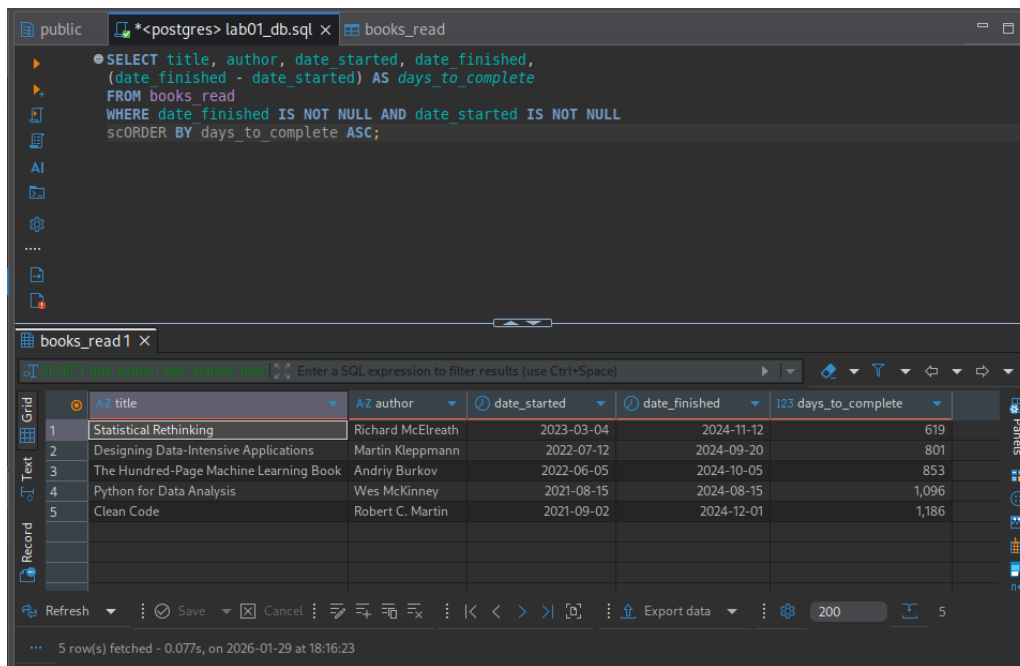 public *<postgres> lab01_db.sql books_read
SELECT title, author, date_started, date_finished,
(date_finished - date_started) AS days_to_complete
FROM books_read
WHERE date_finished IS NOT NULL AND date_started IS NOT NULL
scORDER BY days_to_complete ASC;
AI
books_read 1
SELECT title, author, date_started, date Enter a SQL expression to filter results (use Ctrl+Space)
Grid
Text
Record
Panels
A-Z title A-Z author date_started date_finished 123 days_to_complete
1 Statistical Rethinking Richard McElreath 2023-03-04 2024-11-12 619
2 Designing Data-Intensive Applications Martin Kleppmann 2022-07-12 2024-09-20 801
3 The Hundred-Page Machine Learning Book Andriy Burkov 2022-06-05 2024-10-05 853
4 Python for Data Analysis Wes McKinney 2021-08-15 2024-08-15 1,096
5 Clean Code Robert C. Martin 2021-09-02 2024-12-01 1,186
Refresh Save Cancel Export data 200 5
5 row(s) fetched - 0.077s, on 2026-01-29 at 18:16:23